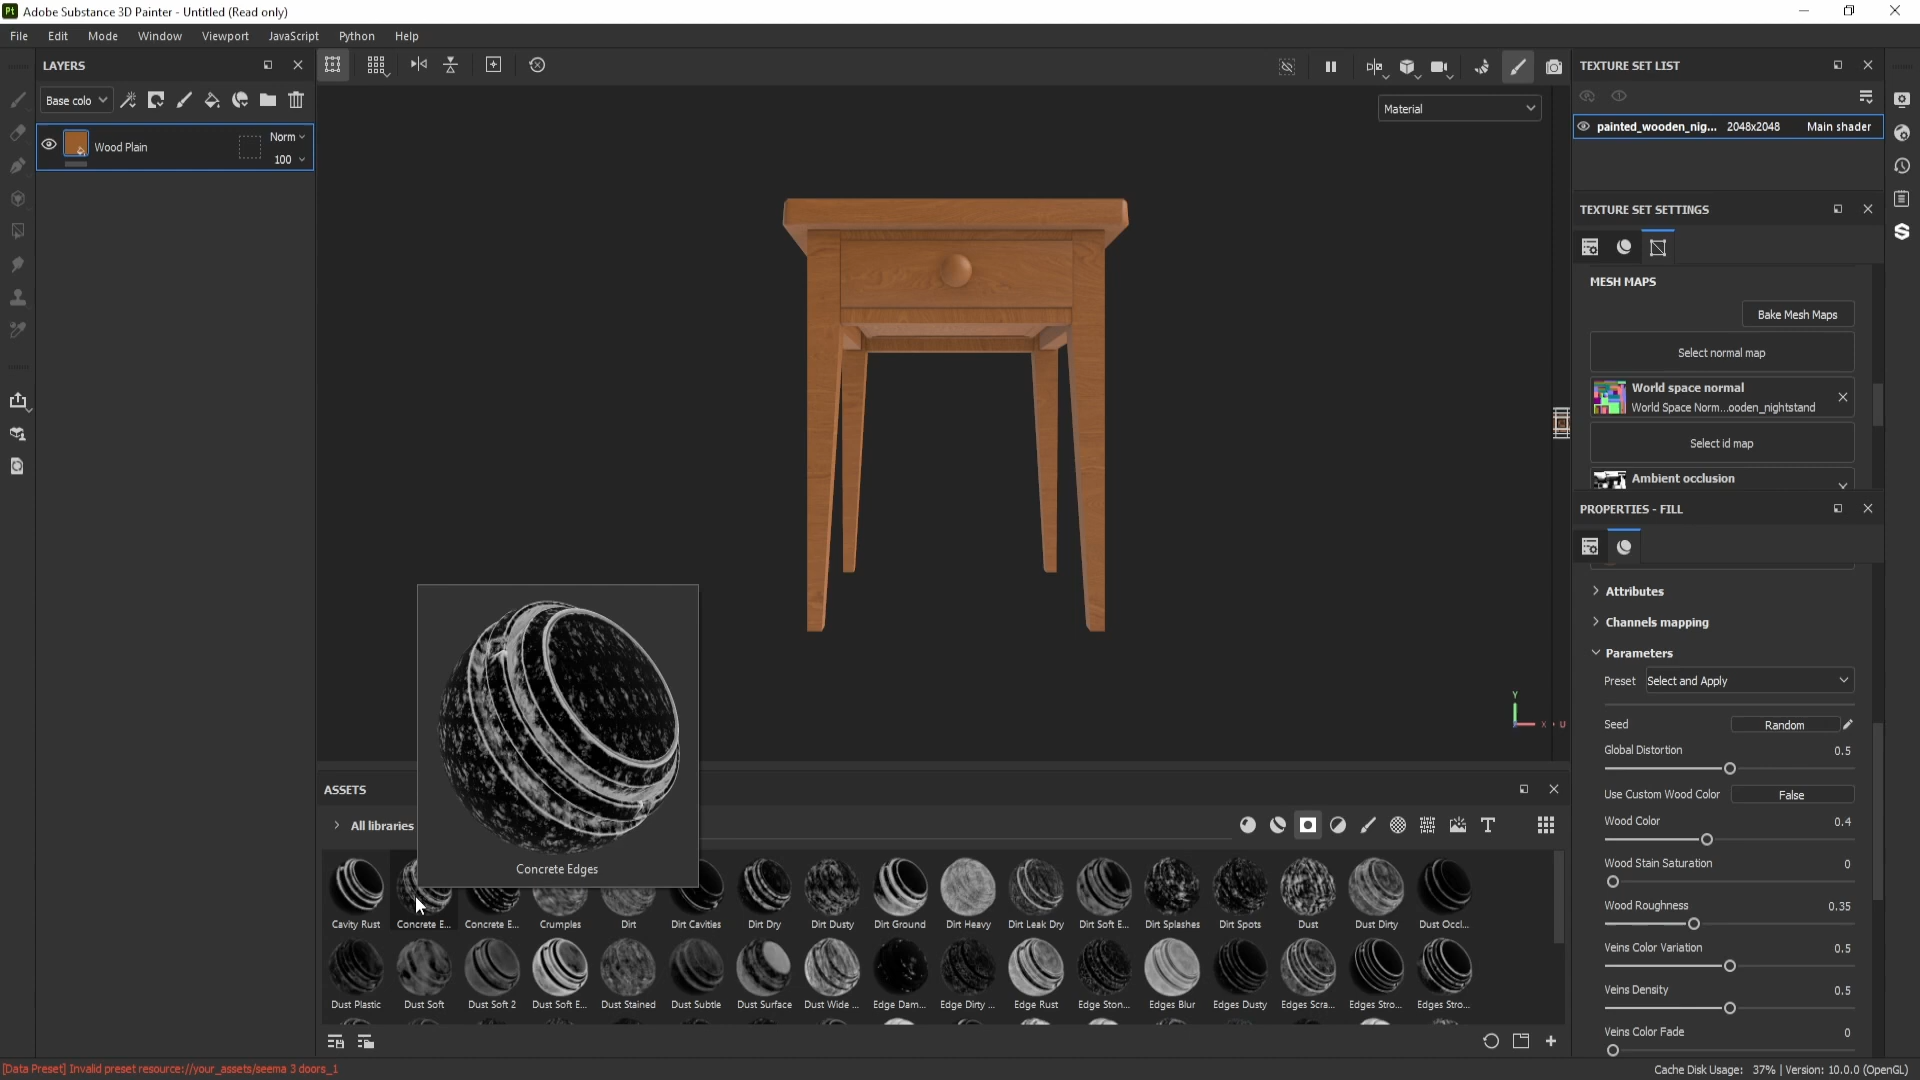 Pt Adobe Substance 3D Painter - Untitled (Read only)
File Edit Mode Window Viewport JavaScript Python Help
LAYERS
Base colo
Wood Plain
Norm
100
Material
Y
X
U
TEXTURE SET LIST
painted_wooden_nig... 2048x2048 Main shader
TEXTURE SET SETTINGS
MESH MAPS
Bake Mesh Maps
Select normal map
World space normal
World Space Norm...ooden_nightstand
Select id map
Ambient occlusion
PROPERTIES - FILL
Attributes
Channels mapping
Parameters
Preset Select and Apply
Seed Random
Global Distortion 0.5
Use Custom Wood Color False
Wood Color 0.4
Wood Stain Saturation 0
Wood Roughness 0.35
Veins Color Variation 0.5
Veins Density 0.5
Veins Color Fade 0
ASSETS
All libraries
Concrete Edges
Cavity Rust Concrete E... Concrete E... Crumples Dirt Dirt Cavities Dirt Dry Dirt Dusty Dirt Ground Dirt Heavy Dirt Leak Dry Dirt Soft E... Dirt Splashes Dirt Spots Dust Dust Dirty Dust Occl...
Dust Plastic Dust Soft Dust Soft 2 Dust Soft E... Dust Stained Dust Subtle Dust Surface Dust Wide ... Edge Dam... Edge Dirty ... Edge Rust Edge Ston... Edges Blur Edges Dusty Edges Scra... Edges Stro... Edges Stro...
[Data Preset] Invalid preset resource://your_assets/seema 3 doors_1
Cache Disk Usage: 37% | Version: 10.0.0 (OpenGL)